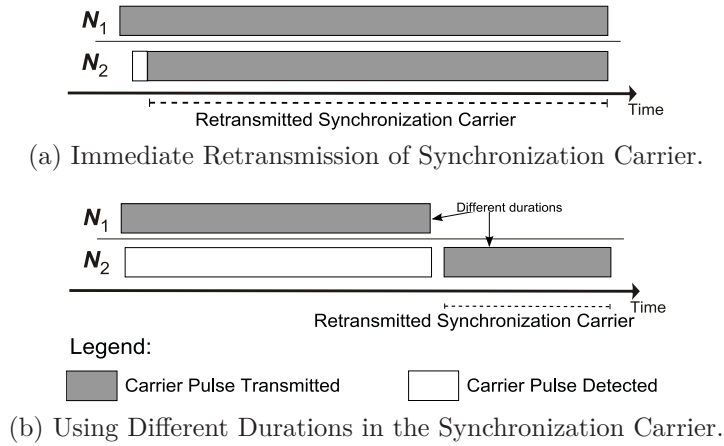 N1
N2
Time
Retransmitted Synchronization Carrier
(a) Immediate Retransmission of Synchronization Carrier.
Different durations
N1
N2
Time
Retransmitted Synchronization Carrier
Legend:
Carrier Pulse Transmitted
Carrier Pulse Detected
(b) Using Different Durations in the Synchronization Carrier.